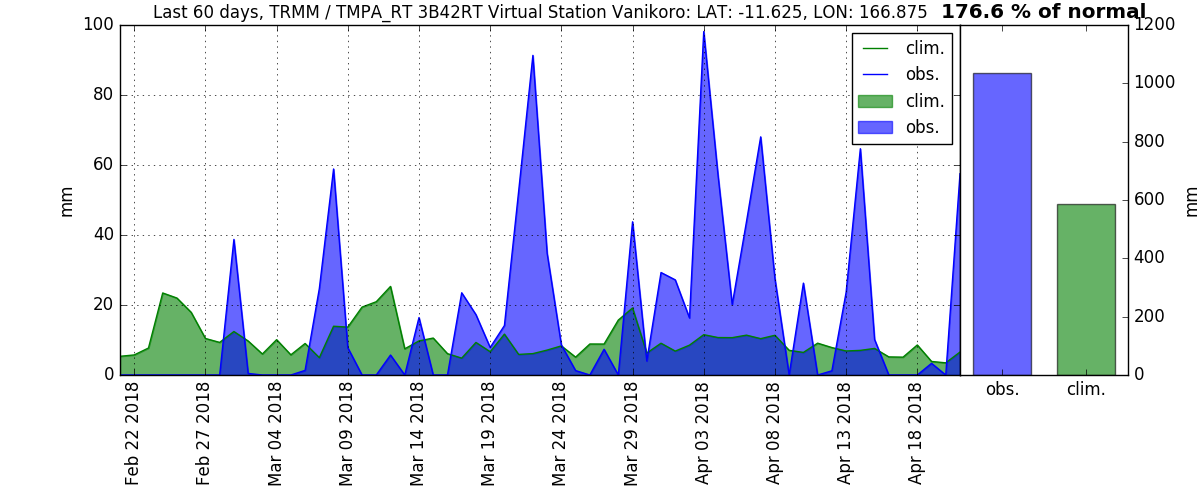 Last 60 days, TRMM / TMPA_RT 3B42RT Virtual Station Vanikoro: LAT: -11.625, LON: 166.875 176.6 % of normal
100
80
60
40
20
0
mm
clim.
obs.
clim.
obs.
1200
1000
800
600
400
200
0
mm
obs.
clim.
Feb 22 2018
Feb 27 2018
Mar 04 2018
Mar 09 2018
Mar 14 2018
Mar 19 2018
Mar 24 2018
Mar 29 2018
Apr 03 2018
Apr 08 2018
Apr 13 2018
Apr 18 2018